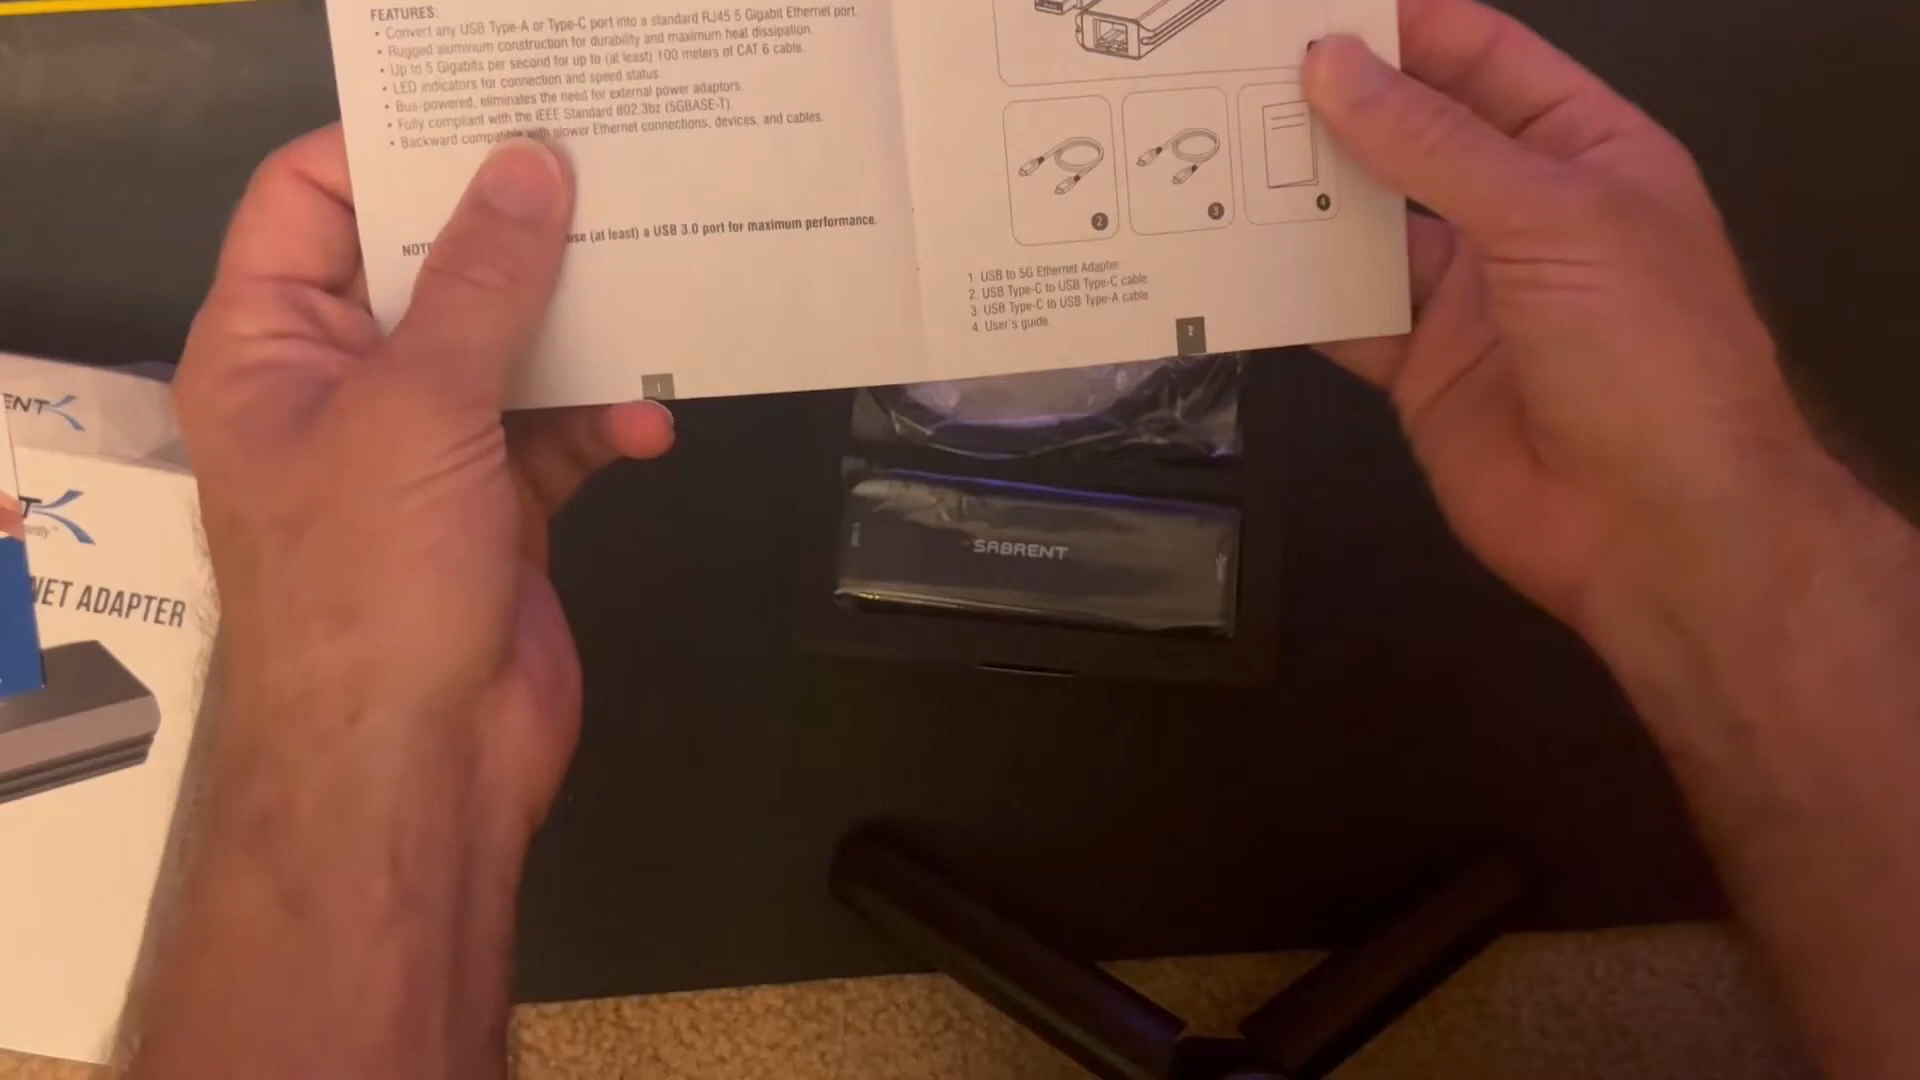 FEATURES:
• Convert any USB Type-A or Type-C port into a standard RJ45 5 Gigabit Ethernet port.
• Rugged aluminum construction for durability and maximum heat dissipation.
• Up to 5 Gigabits per second for up to (at least) 100 meters of CAT 6 cable.
• LED indicators for connection and speed status.
• Bus-powered, eliminates the need for external power adaptors.
• Fully compliant with the IEEE Standard 802.3bz (5GBASE-T)
• Backward compatible with slower Ethernet connections, devices, and cables.
NOTE use (at least) a USB 3.0 port for maximum performance.
1
2
3
4
1. USB to 5G Ethernet Adapter
2. USB Type-C to USB Type-C cable
3. USB Type-C to USB Type-A cable
4. User's guide
2
ENT
T
NET ADAPTER
SABRENT